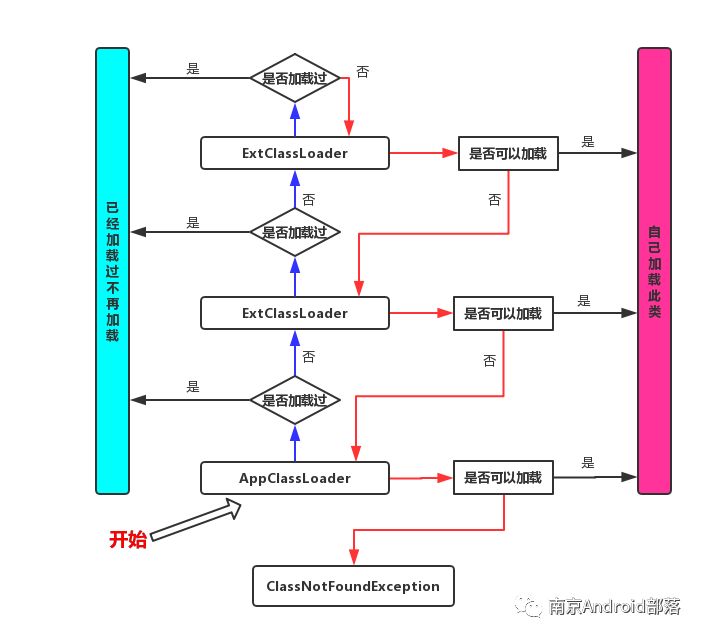 是
是否加载过
否
ExtClassLoader
是否可以加载
是
否
是
是否加载过
否
已经加载过不再加载
自己加载此类
ExtClassLoader
是否可以加载
是
否
是
是否加载过
否
AppClassLoader
是否可以加载
是
开始
ClassNotFoundException
南京Android部落